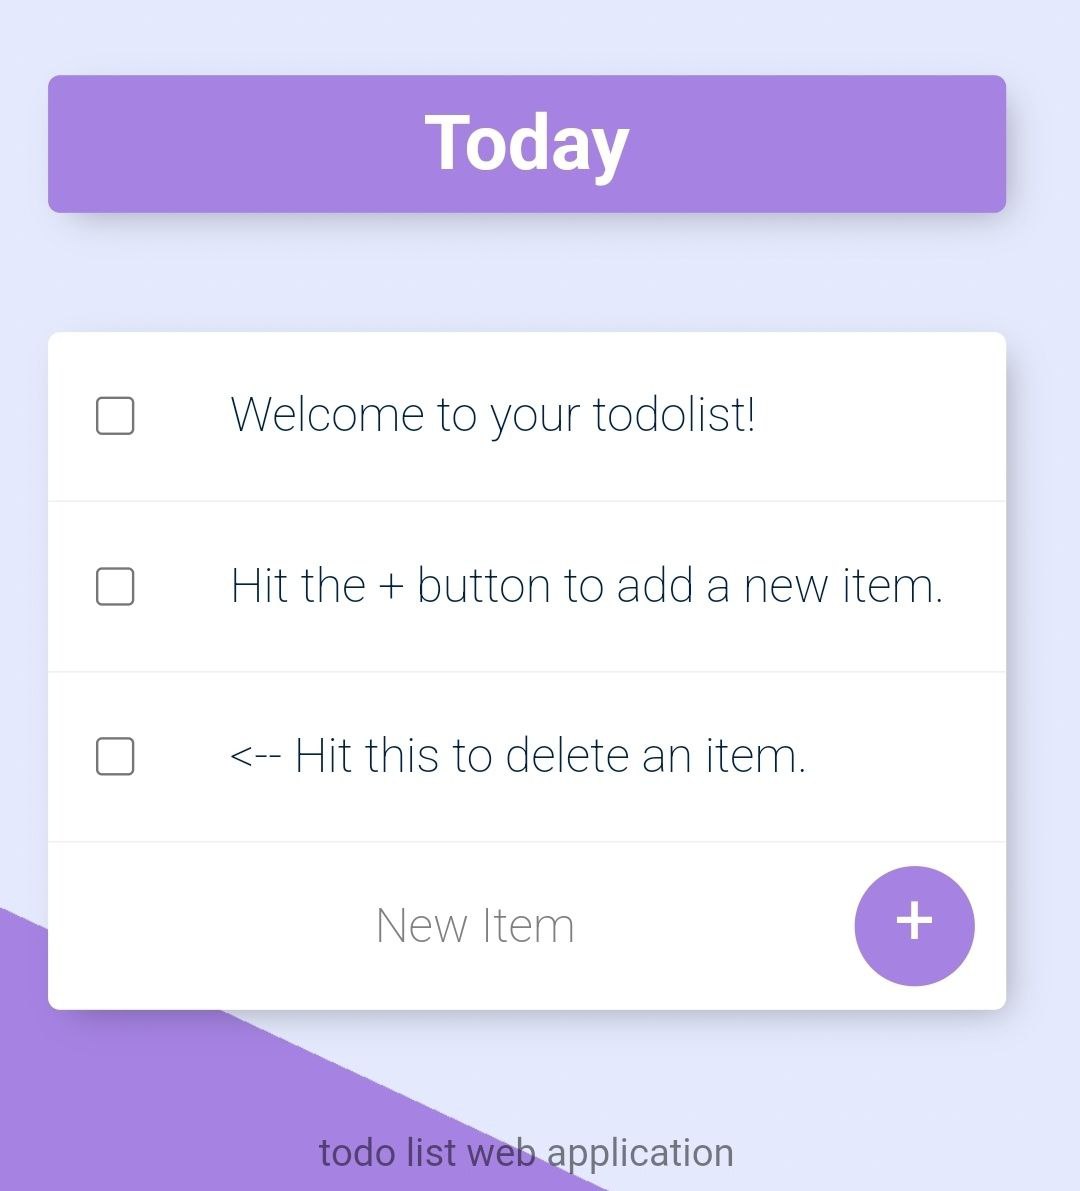 Today
Welcome to your todolist!
Hit the + button to add a new item.
<-- Hit this to delete an item.
New Item
+
todo list web application